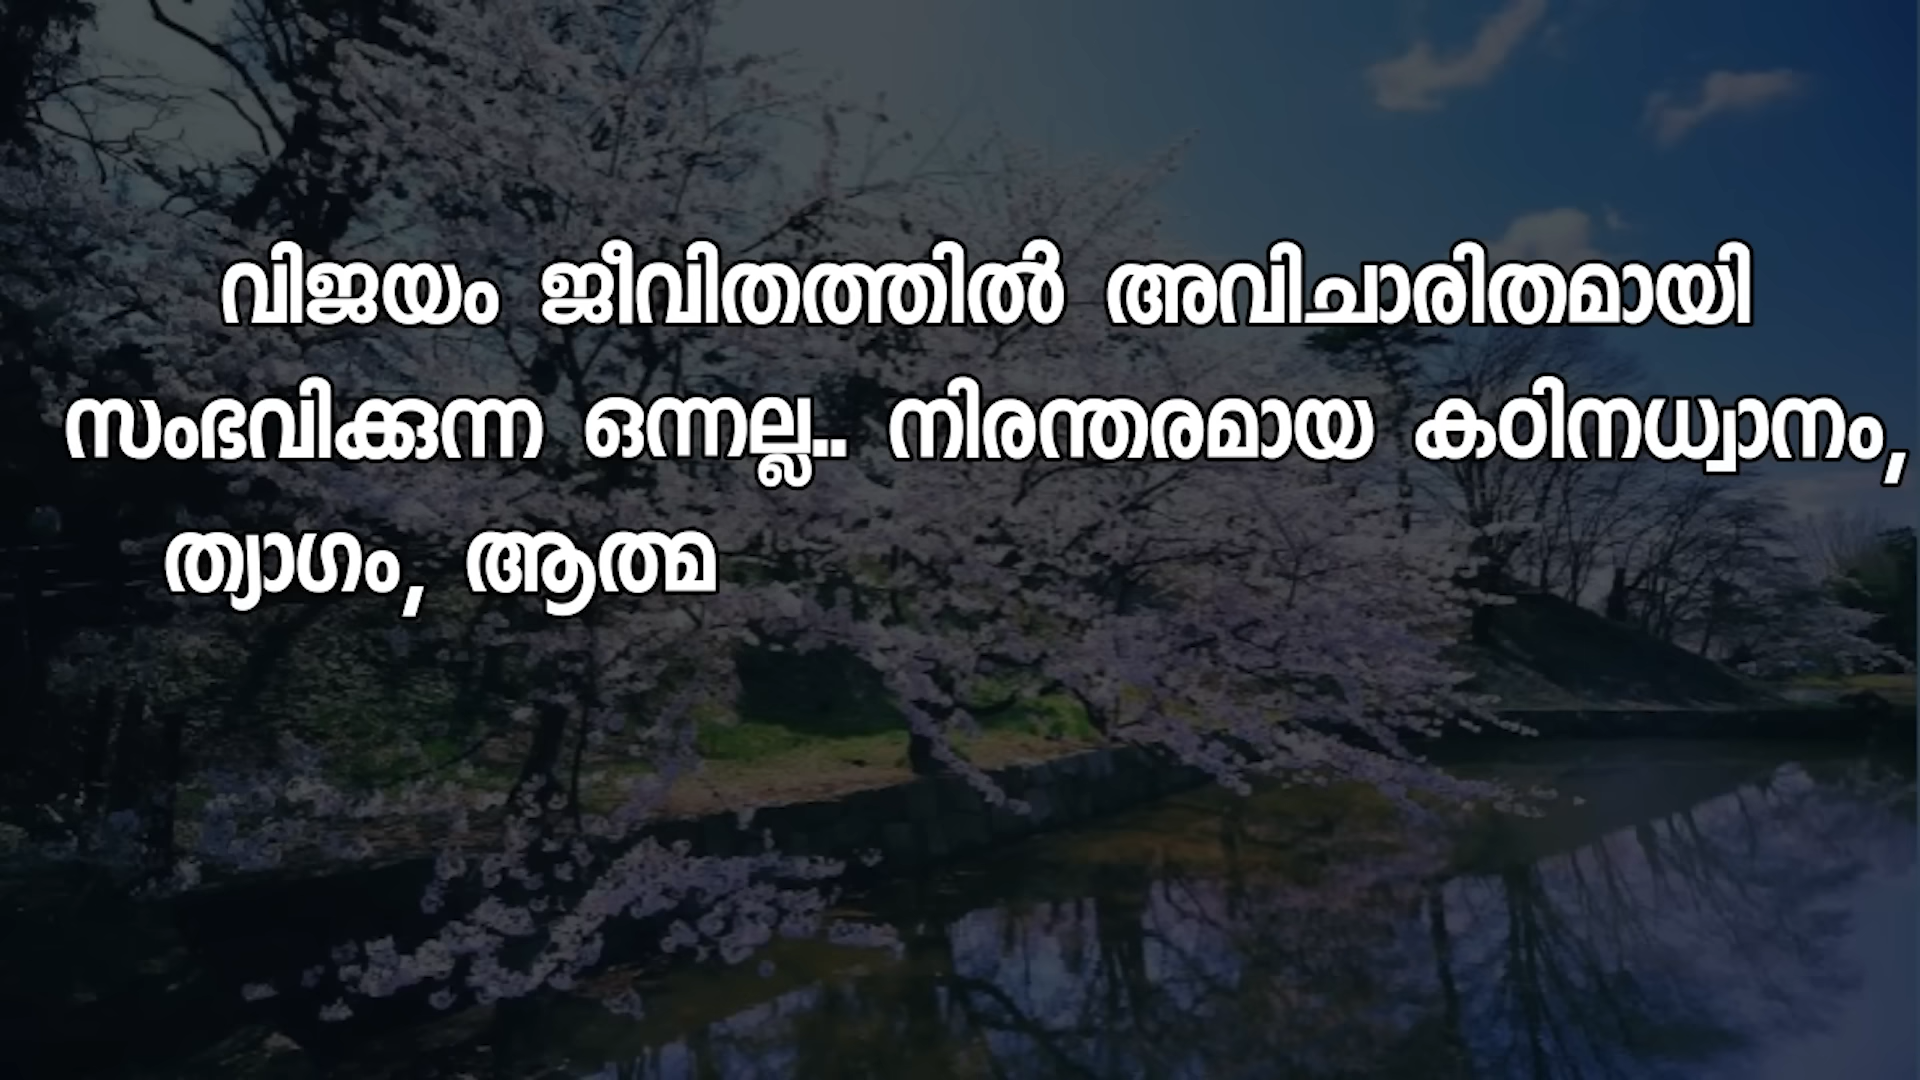 വിജയം ജീവിതത്തിൽ അവിചാരിതമായി
സംഭവിക്കുന്ന ഒന്നല്ല.. നിരന്തരമായ കഠിനധ്വാനം,
ത്യാഗം, ആത്മ